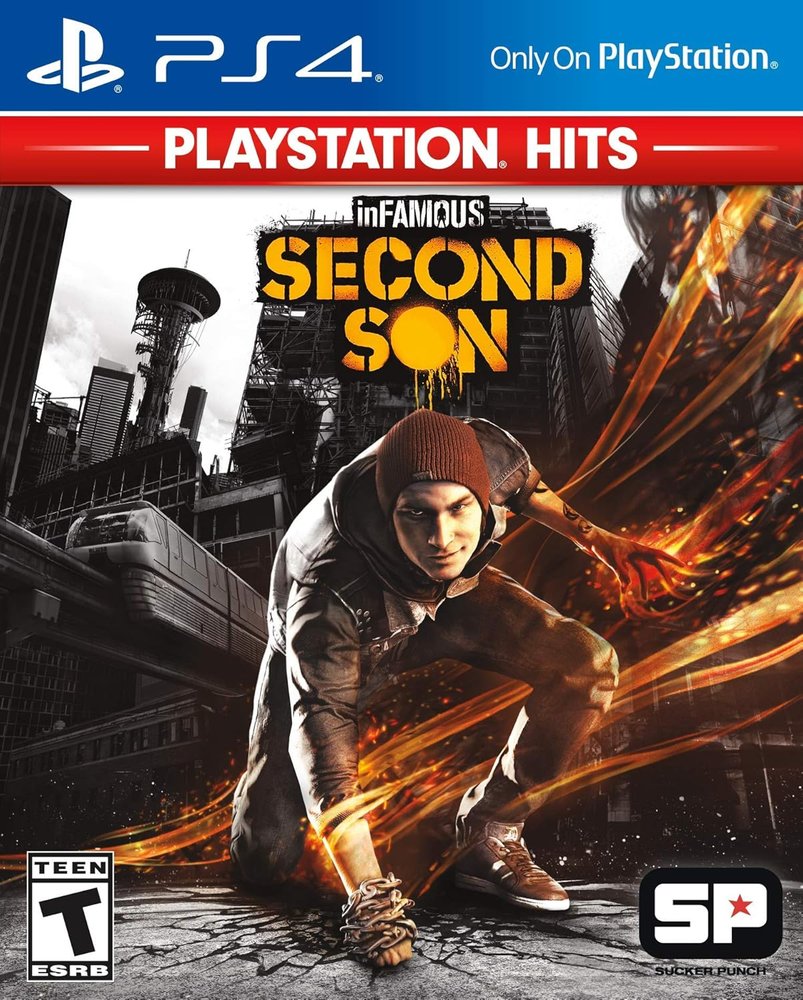 PS4®
Only On PlayStation®
PLAYSTATION® HITS
inFAMOUS
SECOND
SON
TEEN
T
ESRB
SP
SUCKER PUNCH